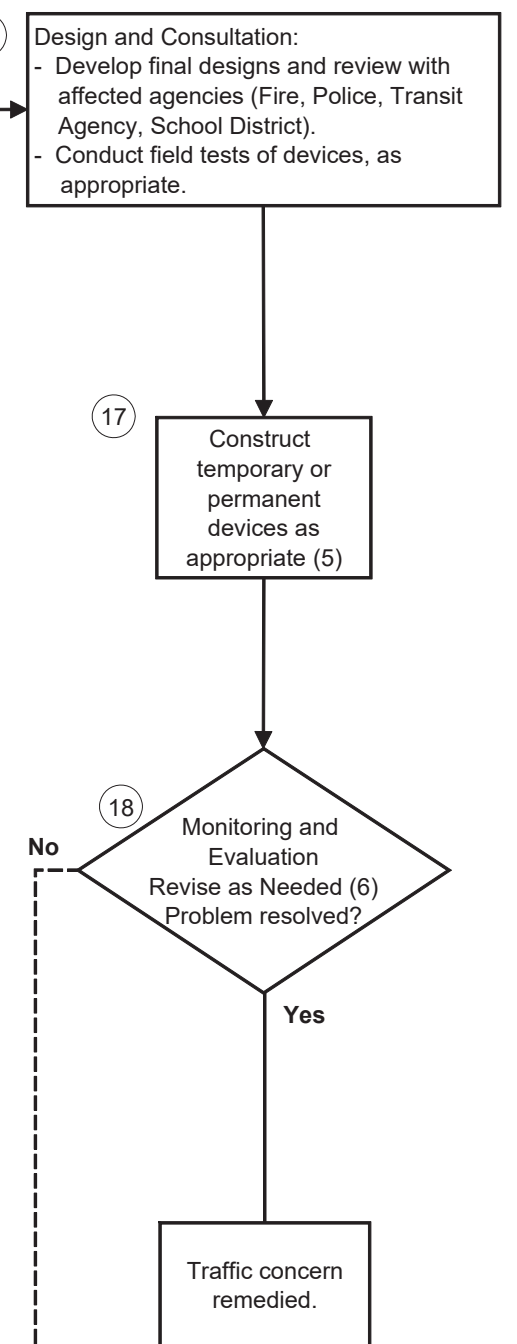 Design and Consultation:
- Develop final designs and review with
affected agencies (Fire, Police, Transit
Agency, School District).
- Conduct field tests of devices, as
appropriate.
17
Construct
temporary or
permanent
devices as
appropriate (5)
18
Monitoring and
Evaluation
Revise as Needed (6)
Problem resolved?
No
Yes
Traffic concern
remedied.